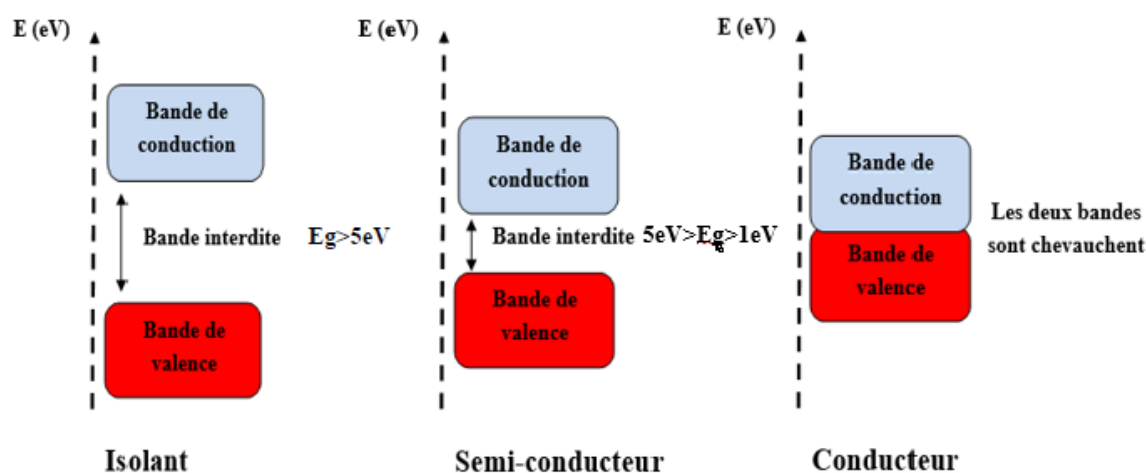 E (eV)
Bande de
conduction
Bande interdite Eg>5eV
Bande de
valence
Isolant
E (eV)
Bande de
conduction
Bande interdite 5eV>Eg>1eV
Bande de
valence
Semi-conducteur
E (eV)
Bande de
conduction
Bande de
valence
Les deux bandes
sont chevauchent
Conducteur